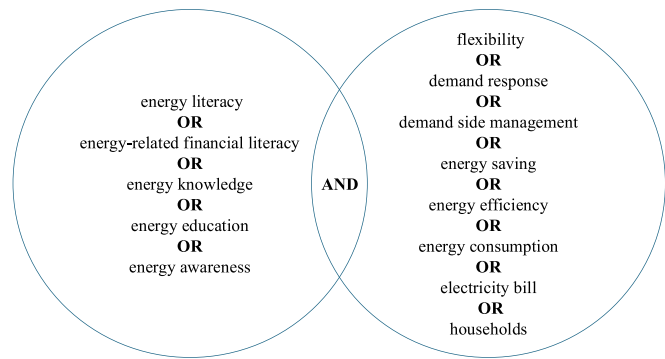 energy literacy
OR
energy-related financial literacy
OR
energy knowledge
OR
energy education
OR
energy awareness
AND
flexibility
OR
demand response
OR
demand side management
OR
energy saving
OR
energy efficiency
OR
energy consumption
OR
electricity bill
OR
households